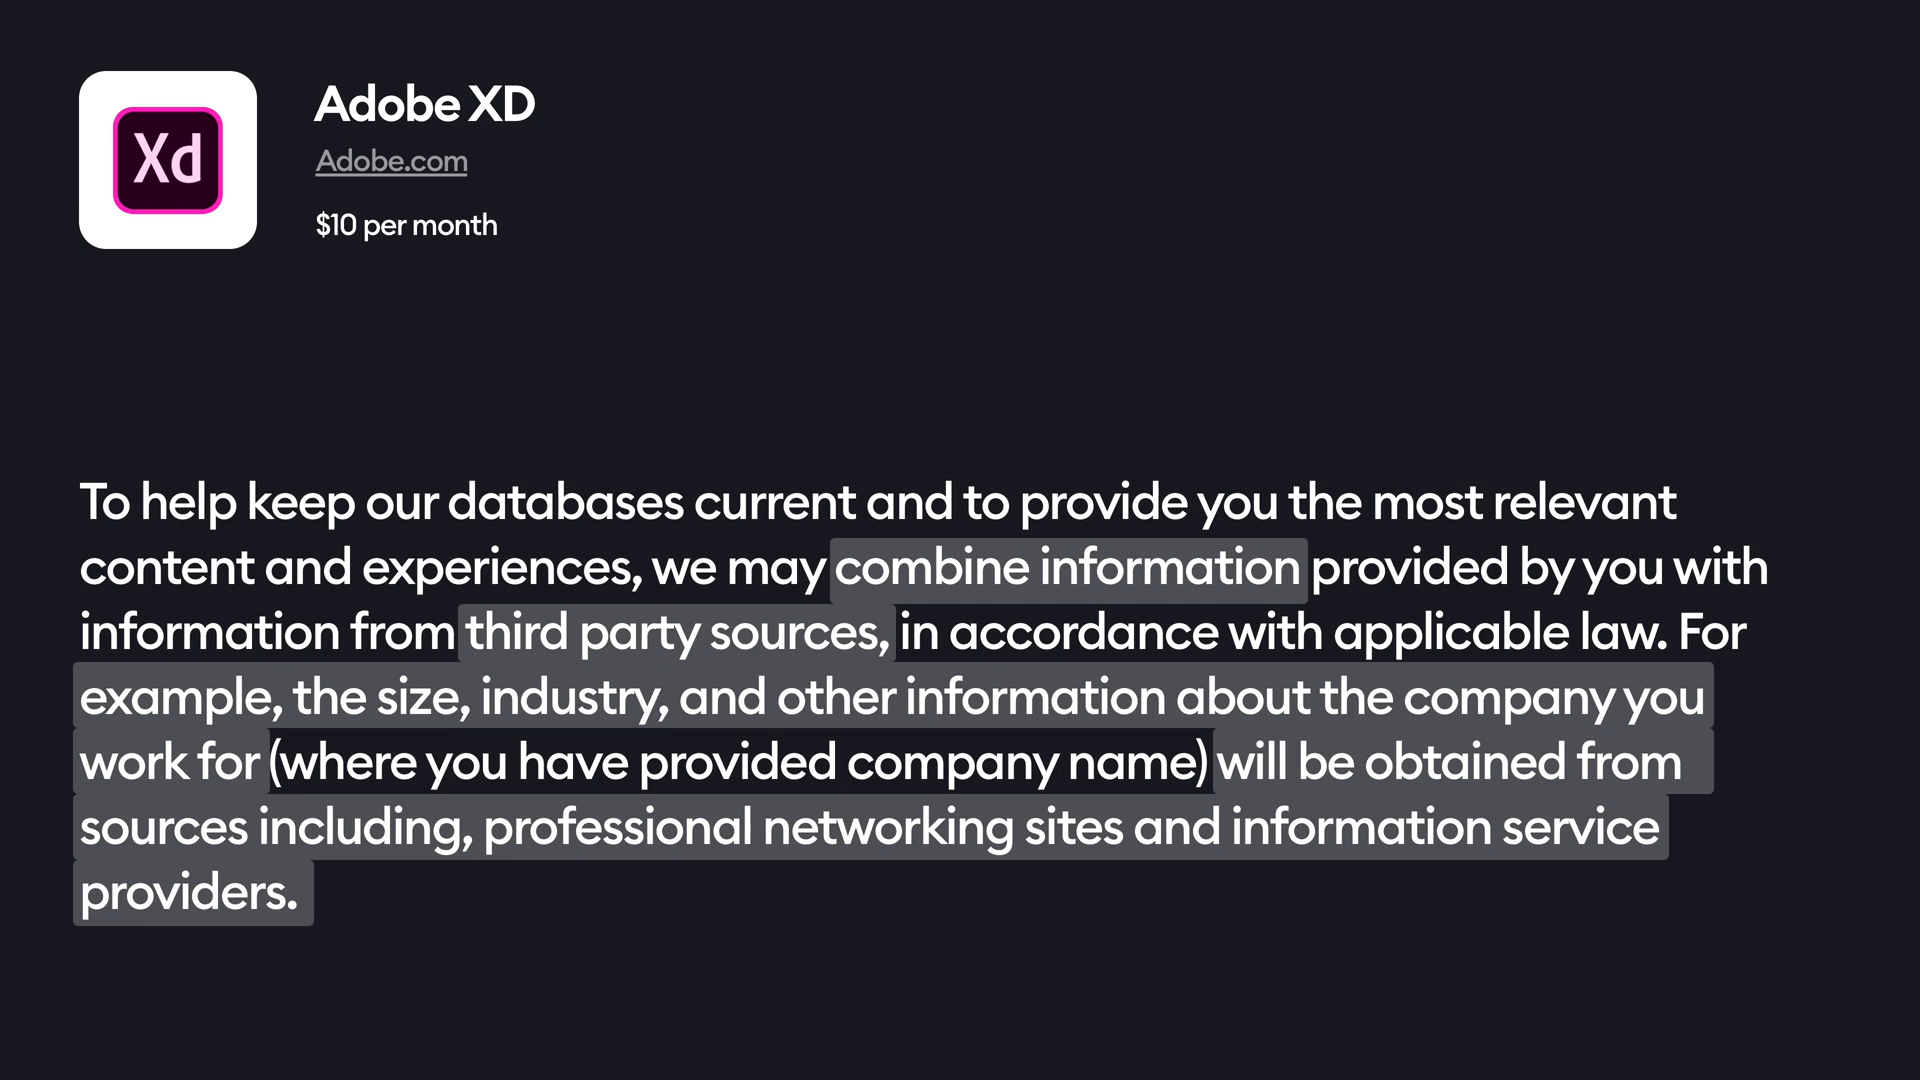 Xd
Adobe XD
Adobe.com
$10 per month
To help keep our databases current and to provide you the most relevant
content and experiences, we may combine information provided by you with
information from third party sources, in accordance with applicable law. For
example, the size, industry, and other information about the company you
work for (where you have provided company name) will be obtained from
sources including, professional networking sites and information service
providers.